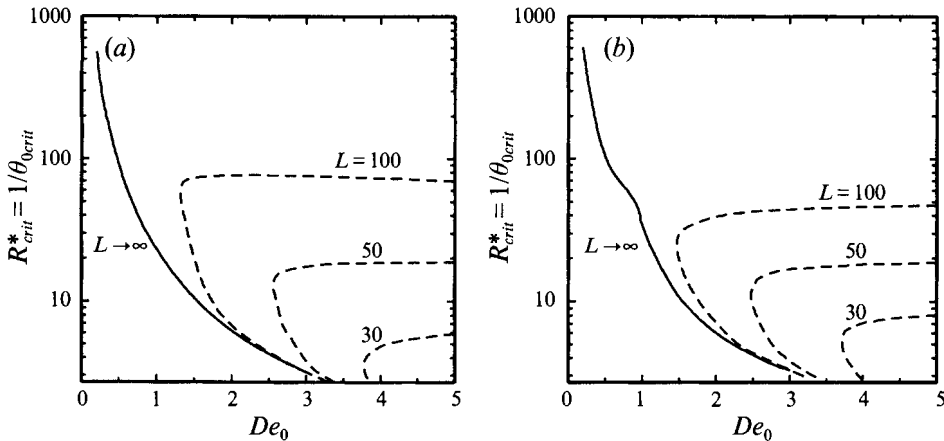 (a)
1000
100
10
R*crit = 1/θ0crit
L = 100
L→∞
50
30
0 1 2 3 4 5
De0
(b)
1000
100
10
R*crit = 1/θ0crit
L = 100
L→∞
50
30
0 1 2 3 4 5
De0